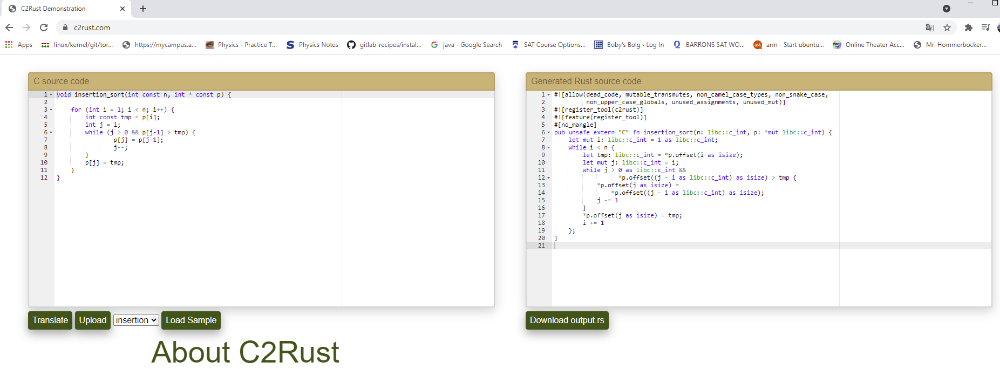 C2Rust Demonstration
c2rust.com
Apps
linux/kernel/git/tor...
https://mycampus.a...
Physics - Practice T...
Physics Notes
gitlab-recipes/instal...
java - Google Search
SAT Course Options...
Boby's Bolg › Log In
BARRONS SAT WO...
arm - Start ubuntu...
Online Theater Acc...
Mr. Hommerbocker...
C source code
1 void insertion_sort(int const n, int * const p) {
2
3 for (int i = 1; i < n; i++) {
4 int const tmp = p[i];
5 int j = i;
6 while (j > 0 && p[j-1] > tmp) {
7 p[j] = p[j-1];
8 j--;
9 }
10 p[j] = tmp;
11 }
12 }
Translate
Upload
insertion
Load Sample
Generated Rust source code
1 #![allow(dead_code, mutable_transmutes, non_camel_case_types, non_snake_case,
2 non_upper_case_globals, unused_assignments, unused_mut)]
3 #![register_tool(c2rust)]
4 #![feature(register_tool)]
5 #[no_mangle]
6 pub unsafe extern "C" fn insertion_sort(n: libc::c_int, p: *mut libc::c_int) {
7 let mut i: libc::c_int = 1 as libc::c_int;
8 while i < n {
9 let tmp: libc::c_int = *p.offset(i as isize);
10 let mut j: libc::c_int = i;
11 while j > 0 as libc::c_int &&
12 *p.offset((j - 1 as libc::c_int) as isize) > tmp {
13 *p.offset(j as isize) =
14 *p.offset((j - 1 as libc::c_int) as isize);
15 j -= 1
16 }
17 *p.offset(j as isize) = tmp;
18 i += 1
19 };
20 }
21
Download output.rs
About C2Rust